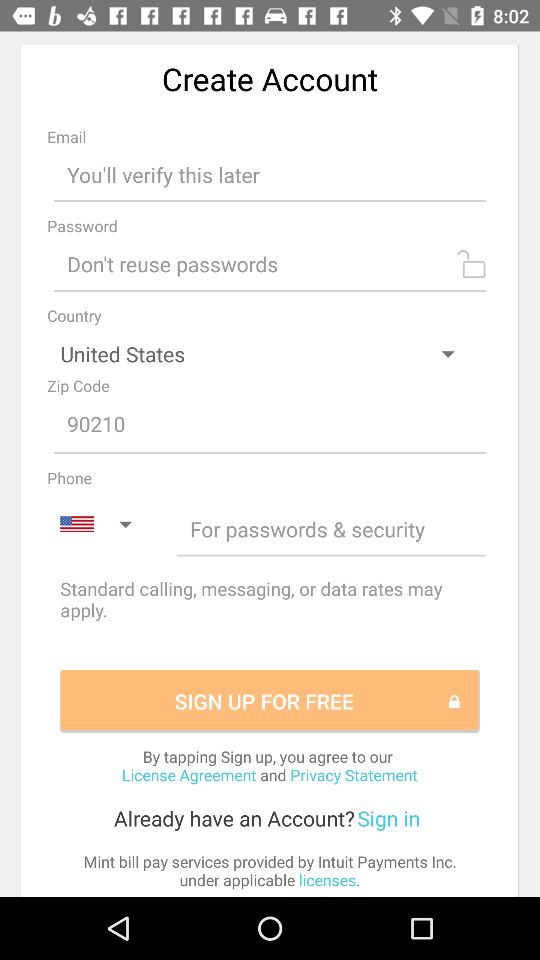 8:02
Create Account
Email
You'll verify this later
Password
Don't reuse passwords
Country
United States
Zip Code
90210
Phone
For passwords & security
Standard calling, messaging, or data rates may
apply.
SIGN UP FOR FREE
By tapping Sign up, you agree to our
License Agreement and Privacy Statement
Already have an Account? Sign in
Mint bill pay services provided by Intuit Payments Inc.
under applicable licenses.